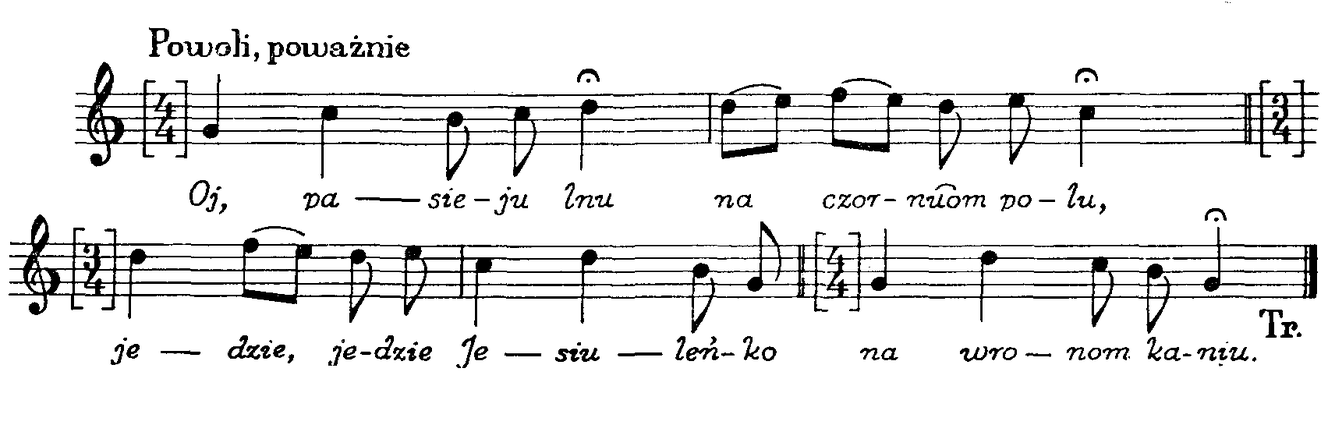 Powoli, poważnie
Oj, pa — sie - ju lnu na czor - nuom po - lu,
je — dzie, je - dzie Je — siu — leń - ko na wro — nom ka - niu.
Tr.